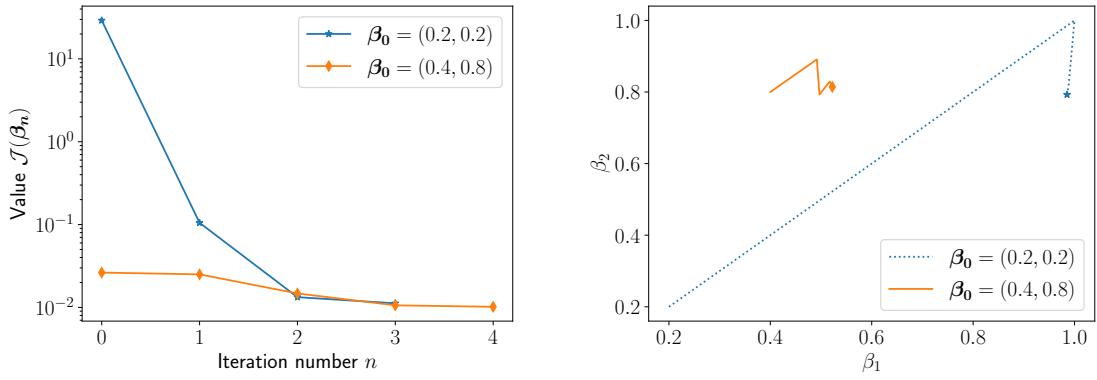 Value 𝒥(β_n)
10^1
10^0
10^{-1}
10^{-2}
0 1 2 3 4
Iteration number n
β_0 = (0.2, 0.2)
β_0 = (0.4, 0.8)
β_2
1.0
0.8
0.6
0.4
0.2
0.2 0.4 0.6 0.8 1.0
β_1
β_0 = (0.2, 0.2)
β_0 = (0.4, 0.8)